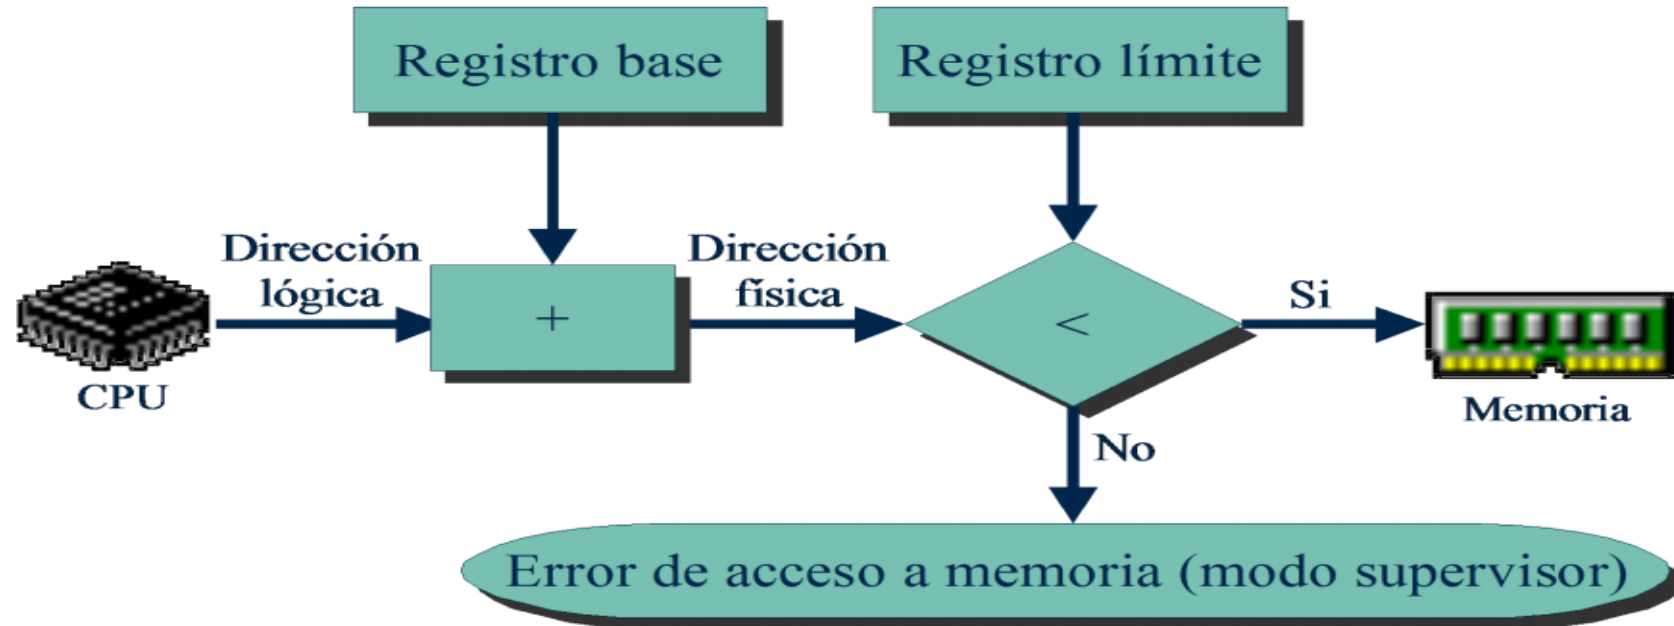 Registro base
Registro límite
Dirección
lógica
Dirección
física
+
<
Si
CPU
Memoria
No
Error de acceso a memoria (modo supervisor)